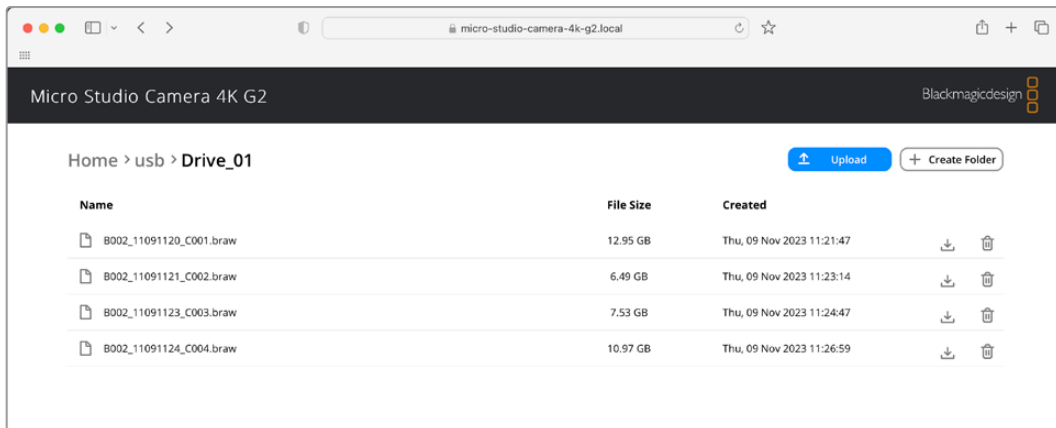 micro-studio-camera-4k-g2.local
Micro Studio Camera 4K G2
Blackmagicdesign
Home > usb > Drive_01
Upload
+ Create Folder
Name File Size Created
B002_11091120_C001.braw 12.95 GB Thu, 09 Nov 2023 11:21:47
B002_11091121_C002.braw 6.49 GB Thu, 09 Nov 2023 11:23:14
B002_11091123_C003.braw 7.53 GB Thu, 09 Nov 2023 11:24:47
B002_11091124_C004.braw 10.97 GB Thu, 09 Nov 2023 11:26:59